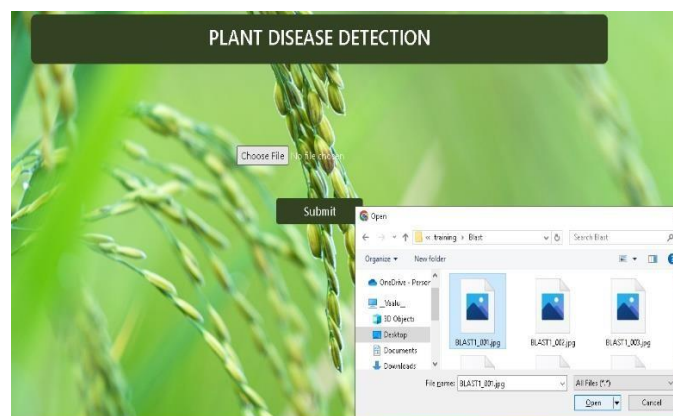 PLANT DISEASE DETECTION
Choose File No file chosen
Submit
Open
« training › Blast
Search Blast
Organize
New folder
OneDrive - Person
3D Objects
Desktop
Documents
Downloads
BLAST1_001.jpg
BLAST1_002.jpg
BLAST1_003.jpg
File name: BLAST1_001.jpg
All Files (*.*)
Open
Cancel